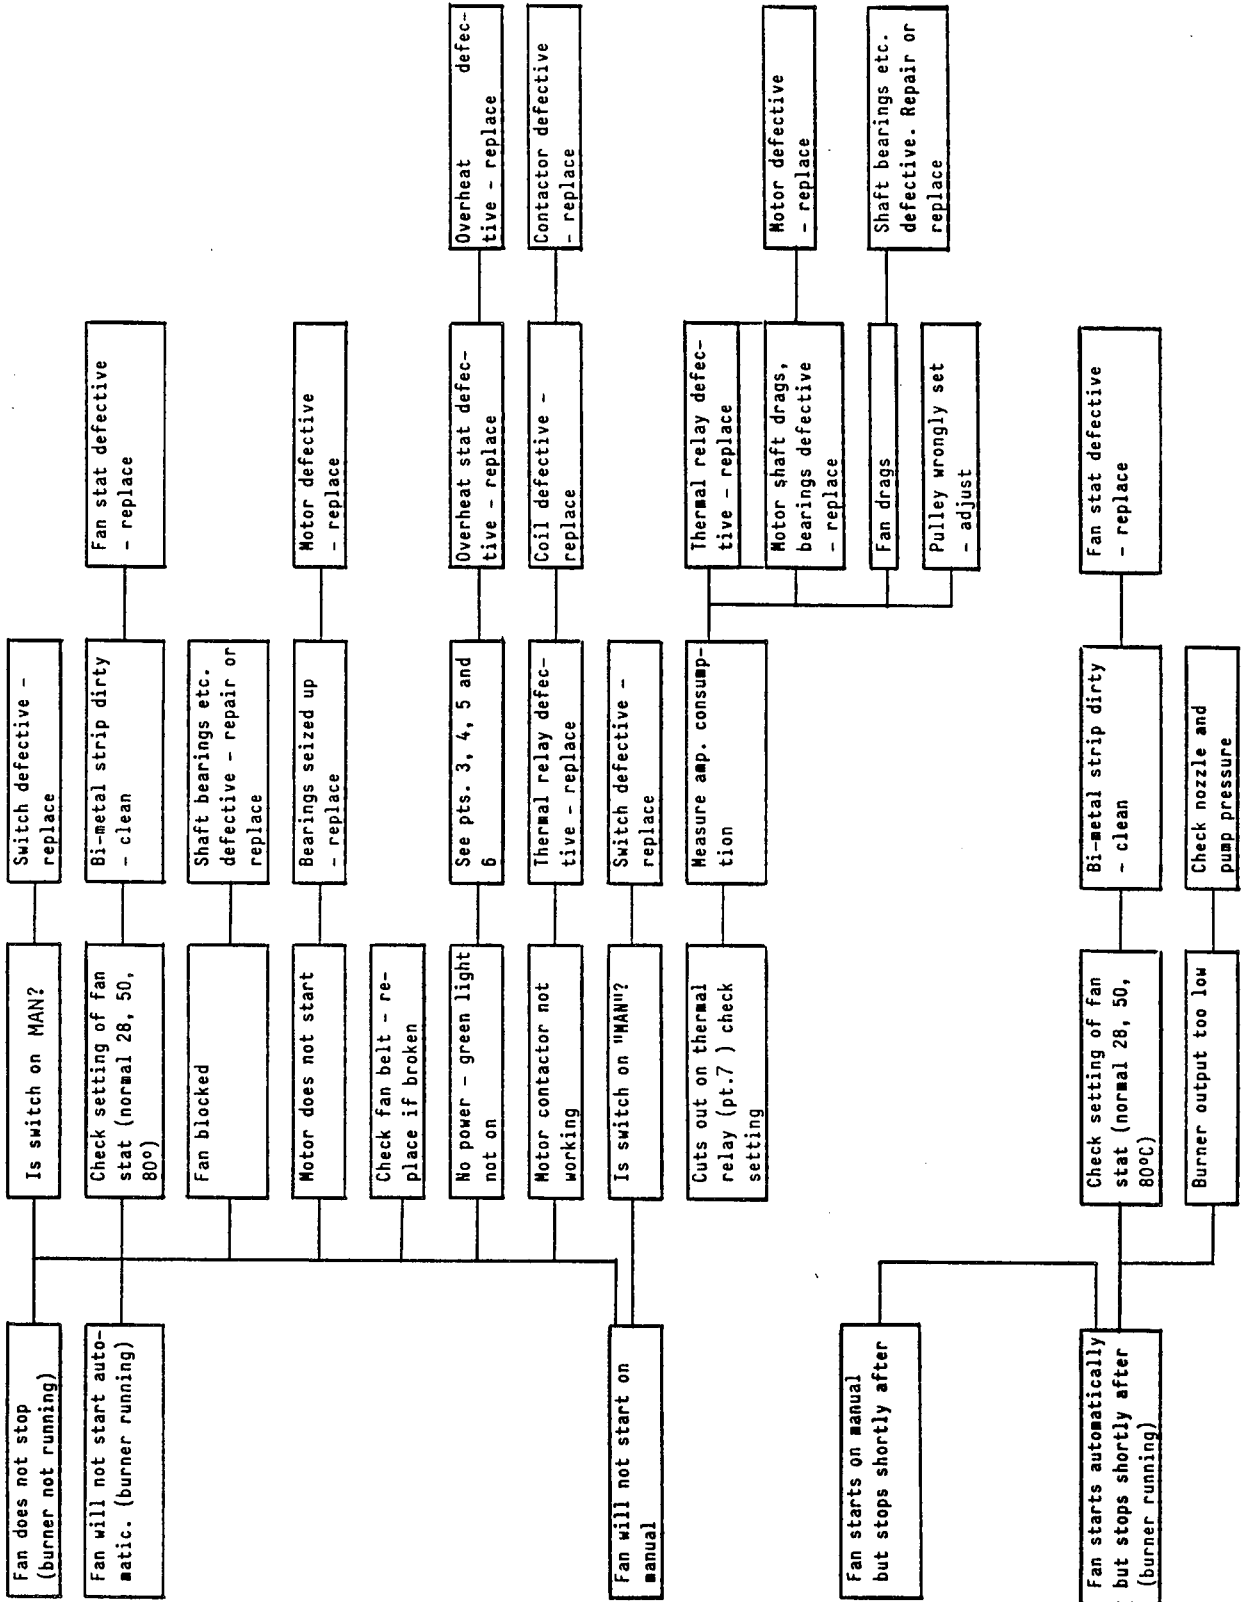 Fan does not stop
(burner not running)
Is switch on MAN?
Switch defective –
replace
Fan will not start auto-
matic. (burner running)
Check setting of fan
stat (normal 28, 50,
80º)
Bi-metal strip dirty
– clean
Fan stat defective
– replace
Fan blocked
Shaft bearings etc.
defective – repair or
replace
Motor does not start
Bearings seized up
– replace
Motor defective
– replace
Check fan belt – re-
place if broken
No power – green light
not on
See pts. 3, 4, 5 and
6
Overheat stat defec-
tive – replace
Overheat defec-
tive – replace
Motor contactor not
working
Thermal relay defec-
tive – replace
Coil defective –
replace
Contactor defective
– replace
Fan will not start on
manual
Is switch on "MAN"?
Switch defective –
replace
Cuts out on thermal
relay (pt.7 ) check
setting
Measure amp. consump-
tion
Thermal relay defec-
tive – replace
Motor shaft drags,
bearings defective
– replace
Motor defective
– replace
Fan drags
Shaft bearings etc.
defective. Repair or
replace
Pulley wrongly set
– adjust
Fan starts on manual
but stops shortly after
Fan starts automatically
but stops shortly after
(burner running)
Check setting of fan
stat (normal 28, 50,
80ºC)
Bi-metal strip dirty
– clean
Fan stat defective
– replace
Burner output too low
Check nozzle and
pump pressure